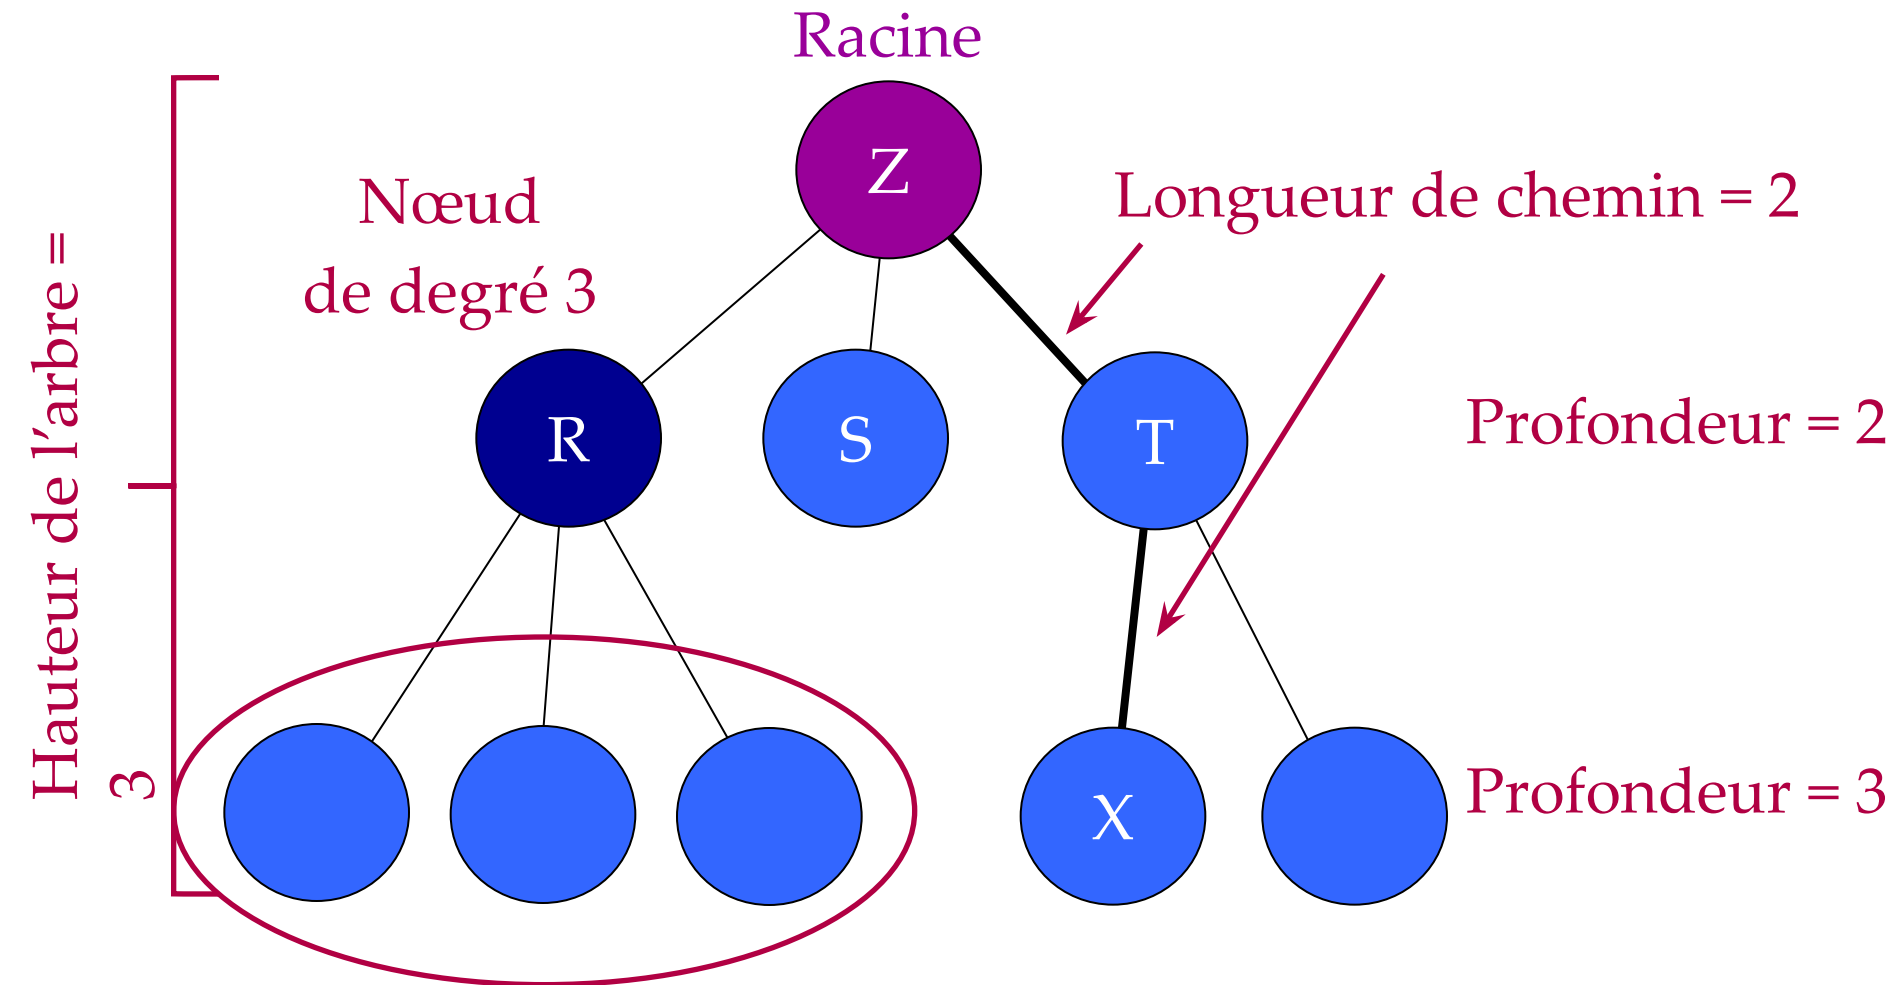 Racine
Z
Nœud
de degré 3
Longueur de chemin = 2
Hauteur de l’arbre =
3
R
S
T
Profondeur = 2
X
Profondeur = 3